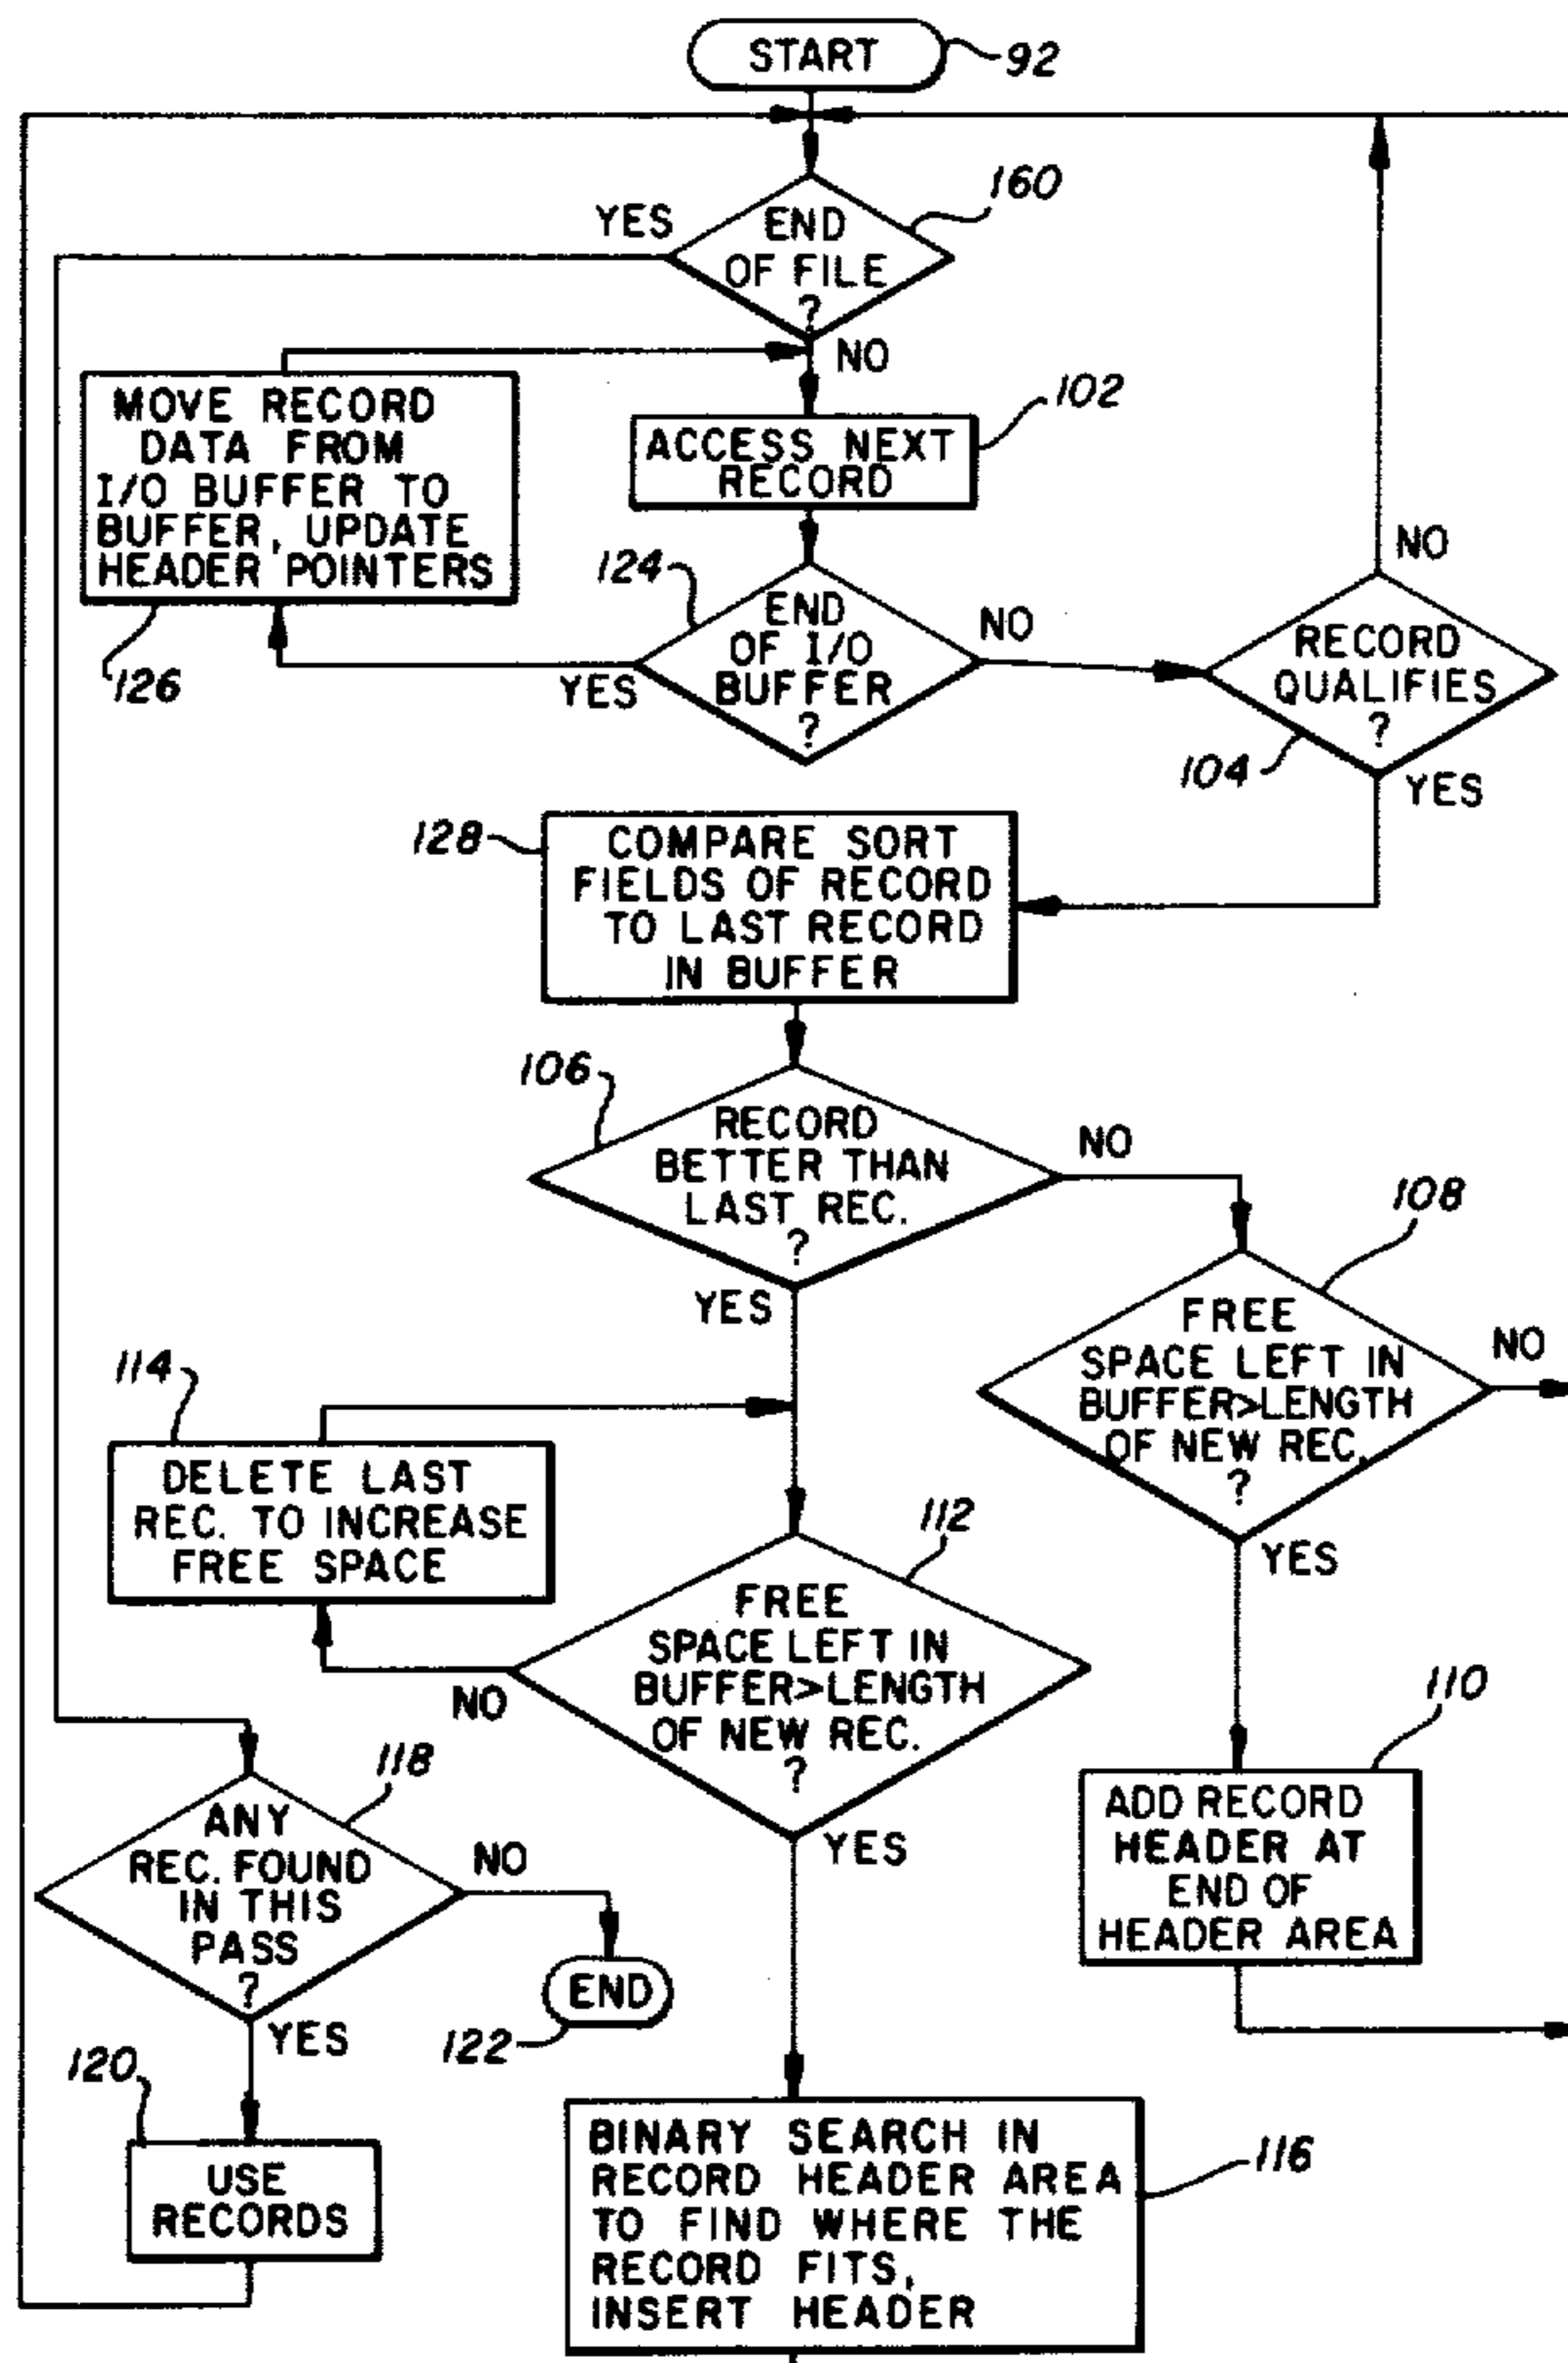 START
92
160
YES
END
OF FILE
?
NO
MOVE RECORD
DATA FROM
I/O BUFFER TO
BUFFER, UPDATE
HEADER POINTERS
126
102
ACCESS NEXT
RECORD
124
END
OF I/O
BUFFER
?
YES
NO
NO
RECORD
QUALIFIES
?
104
YES
128
COMPARE SORT
FIELDS OF RECORD
TO LAST RECORD
IN BUFFER
106
RECORD
BETTER THAN
LAST REC.
?
NO
YES
108
FREE
SPACE LEFT IN
BUFFER>LENGTH
OF NEW REC.
?
NO
YES
114
DELETE LAST
REC. TO INCREASE
FREE SPACE
112
FREE
SPACE LEFT IN
BUFFER>LENGTH
OF NEW REC.
?
NO
YES
110
ADD RECORD
HEADER AT
END OF
HEADER AREA
118
ANY
REC. FOUND
IN THIS
PASS
?
NO
YES
END
122
120
USE
RECORDS
BINARY SEARCH IN
RECORD HEADER AREA
TO FIND WHERE THE
RECORD FITS,
INSERT HEADER
116